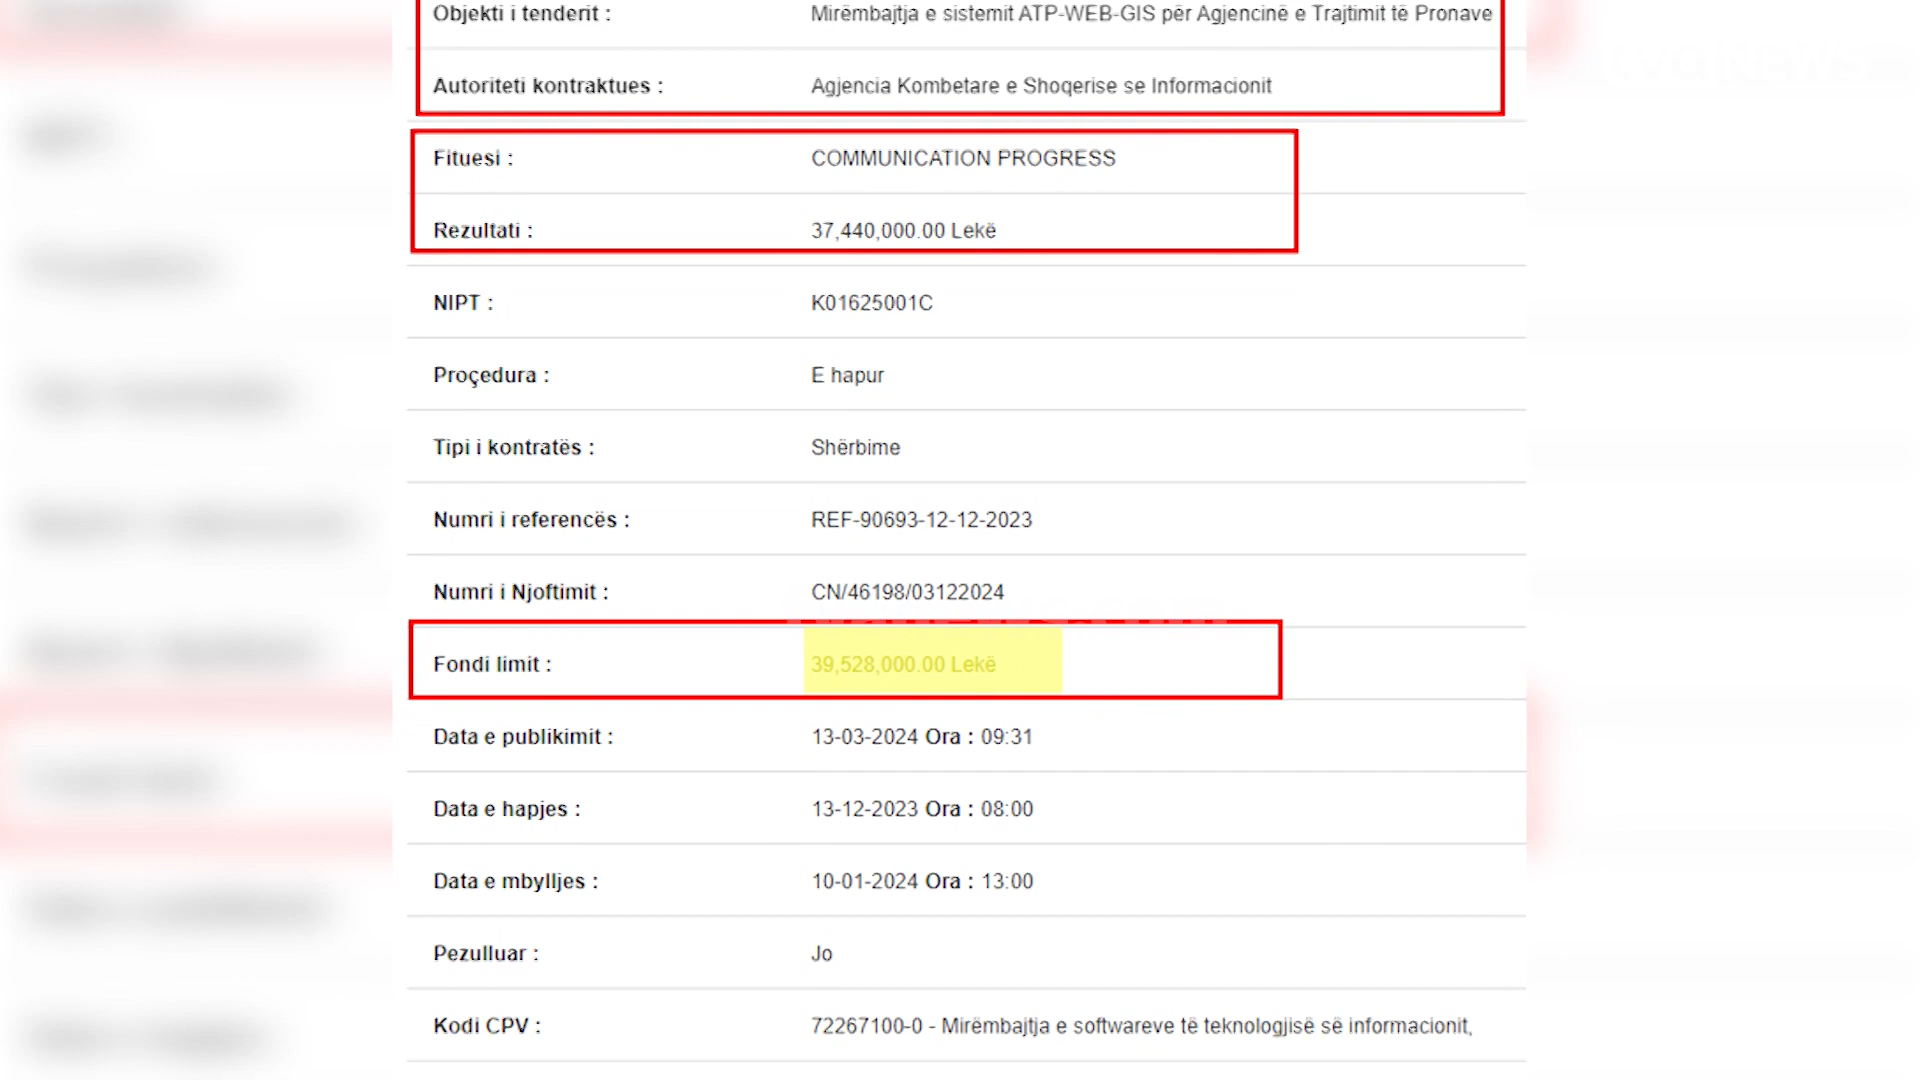 Objekti i tenderit : Mirëmbajtja e sistemit ATP-WEB-GIS për Agjencinë e Trajtimit të Pronave
Autoriteti kontraktues : Agjencia Kombetare e Shoqerise se Informacionit
Fituesi : COMMUNICATION PROGRESS
Rezultati : 37,440,000.00 Lekë
NIPT : K01625001C
Proçedura : E hapur
Tipi i kontratës : Shërbime
Numri i referencës : REF-90693-12-12-2023
Numri i Njoftimit : CN/46198/03122024
Fondi limit : 39,528,000.00 Lekë
Data e publikimit : 13-03-2024 Ora : 09:31
Data e hapjes : 13-12-2023 Ora : 08:00
Data e mbylljes : 10-01-2024 Ora : 13:00
Pezulluar : Jo
Kodi CPV : 72267100-0 - Mirëmbajtja e softwareve të teknologjisë së informacionit,